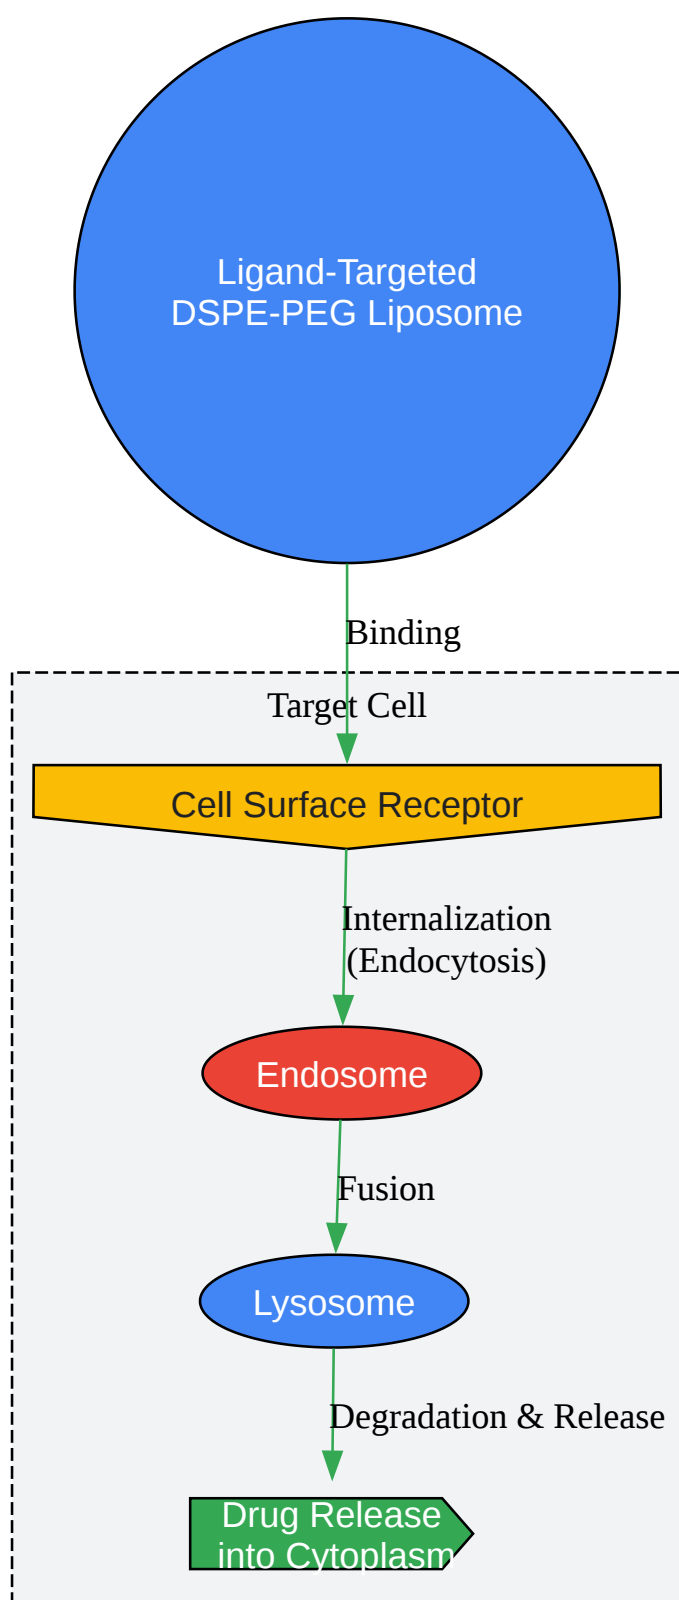 Ligand-Targeted
DSPE-PEG Liposome
Binding
Target Cell
Cell Surface Receptor
Internalization
(Endocytosis)
Endosome
Fusion
Lysosome
Degradation & Release
Drug Release
into Cytoplasm